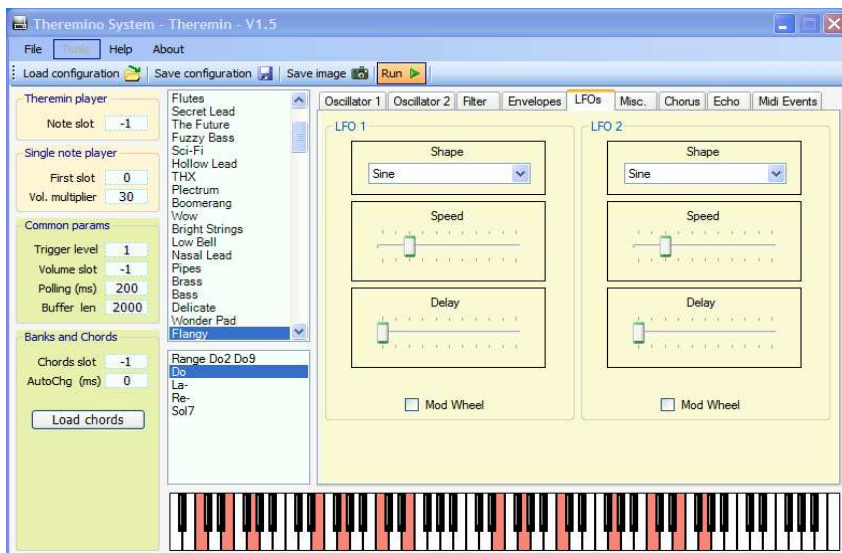 Theremino System - Theremin - V1.5
File Tools Help About
Load configuration Save configuration Save image Run
Theremin player
Note slot -1
Single note player
First slot 0
Vol. multiplier 30
Common params
Trigger level 1
Volume slot -1
Polling (ms) 200
Buffer len 2000
Banks and Chords
Chords slot -1
AutoChg (ms) 0
Load chords
Flutes
Secret Lead
The Future
Fuzzy Bass
Sci-Fi
Hollow Lead
THX
Plectrum
Boomerang
Wow
Bright Strings
Low Bell
Nasal Lead
Pipes
Brass
Bass
Delicate
Wonder Pad
Flangy
Range Do2 Do9
Do
La-
Re-
Sol7
Oscillator 1 Oscillator 2 Filter Envelopes LFOs Misc. Chorus Echo Midi Events
LFO 1
Shape
Sine
Speed
Delay
Mod Wheel
LFO 2
Shape
Sine
Speed
Delay
Mod Wheel